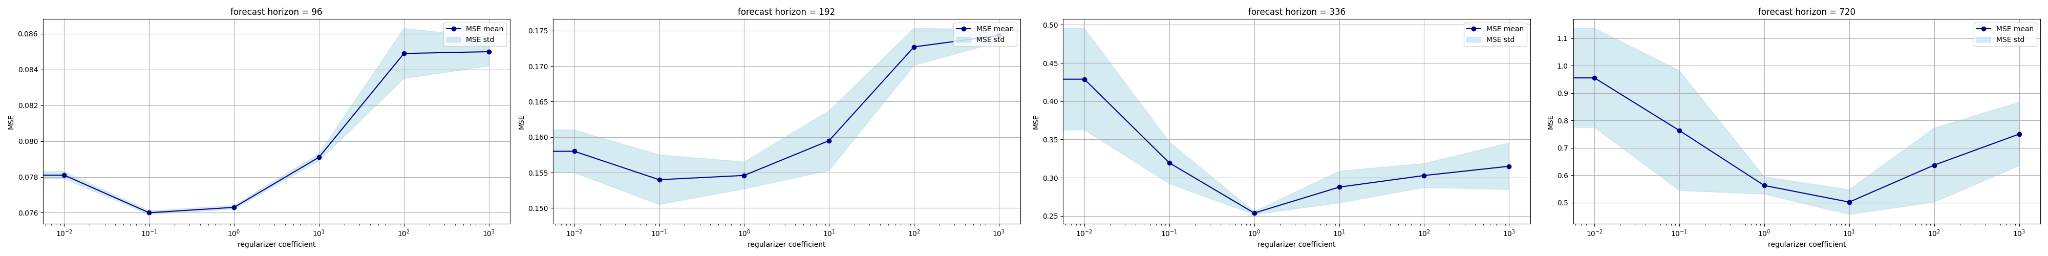 forecast horizon = 96
MSE mean
MSE std
0.086
0.084
0.082
0.080
0.078
0.076
MSE
10⁻²
10⁻¹
10⁰
10¹
10²
10³
regularizer coefficient
forecast horizon = 192
MSE mean
MSE std
0.175
0.170
0.165
0.160
0.155
0.150
MSE
10⁻²
10⁻¹
10⁰
10¹
10²
10³
regularizer coefficient
forecast horizon = 336
MSE mean
MSE std
0.50
0.45
0.40
0.35
0.30
0.25
MSE
10⁻²
10⁻¹
10⁰
10¹
10²
10³
regularizer coefficient
forecast horizon = 720
MSE mean
MSE std
1.1
1.0
0.9
0.8
0.7
0.6
0.5
MSE
10⁻²
10⁻¹
10⁰
10¹
10²
10³
regularizer coefficient